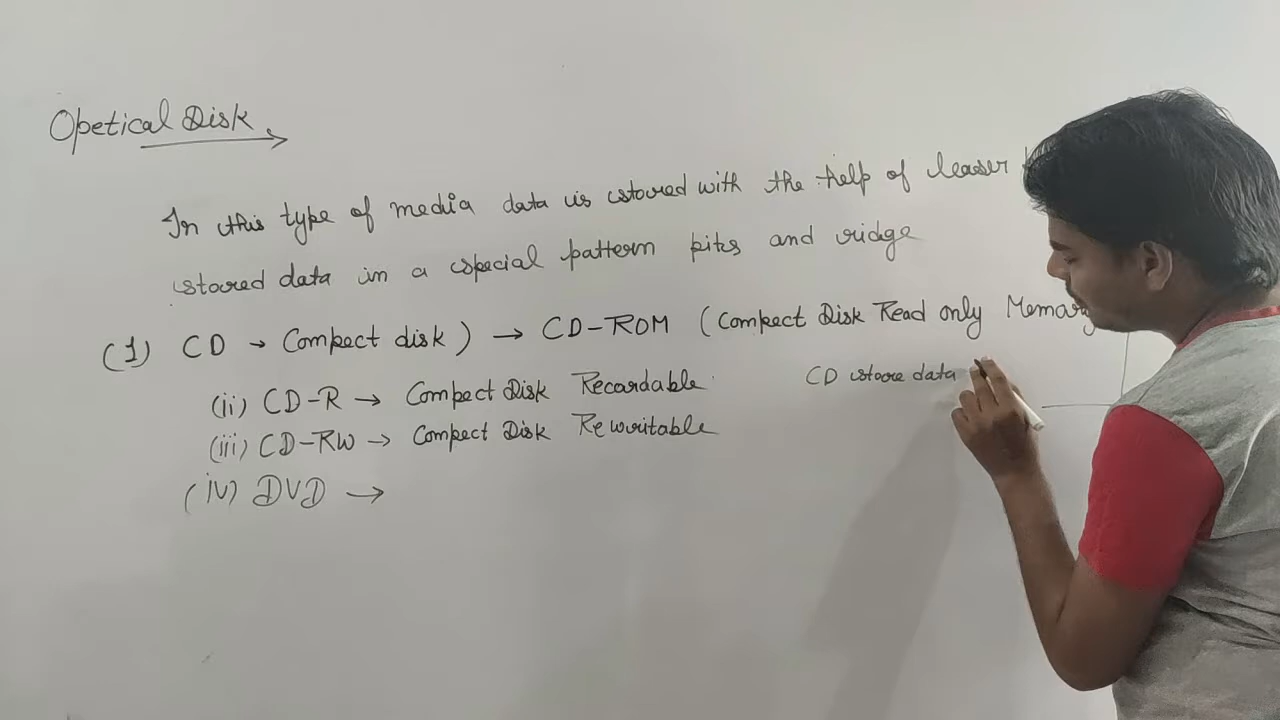 Opetical Disk
In this type of media data is stored with the help of leaser
stored data in a special pattern pits and ridge
(1) CD → Compect disk) → CD-ROM (Compect Disk Read only Memary
CD store data
(ii) CD-R → Compect Disk Recardable
(iii) CD-RW → Compect Disk Rewritable
(iv) DVD →